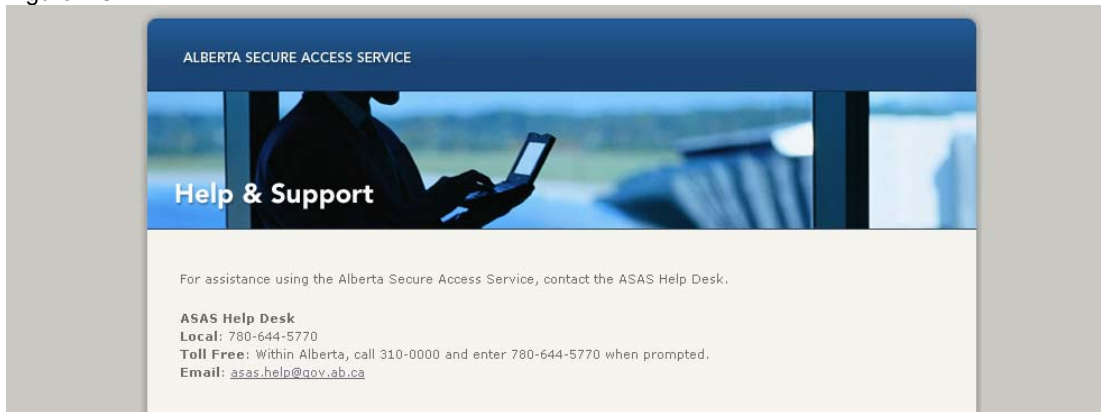 ALBERTA SECURE ACCESS SERVICE
Help & Support
For assistance using the Alberta Secure Access Service, contact the ASAS Help Desk.
ASAS Help Desk
Local: 780-644-5770
Toll Free: Within Alberta, call 310-0000 and enter 780-644-5770 when prompted.
Email: asas.help@gov.ab.ca